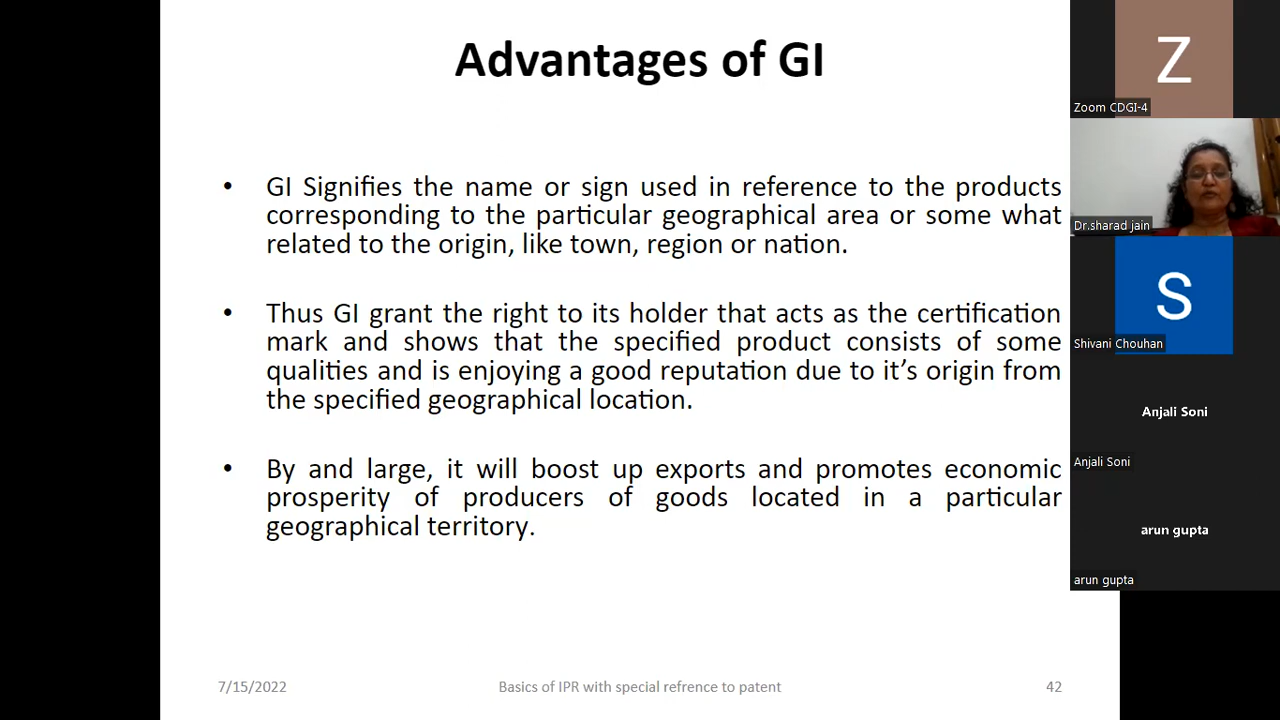 Advantages of GI
• GI Signifies the name or sign used in reference to the products
corresponding to the particular geographical area or some what
related to the origin, like town, region or nation.
• Thus GI grant the right to its holder that acts as the certification
mark and shows that the specified product consists of some
qualities and is enjoying a good reputation due to it's origin from
the specified geographical location.
• By and large, it will boost up exports and promotes economic
prosperity of producers of goods located in a particular
geographical territory.
7/15/2022
Basics of IPR with special refrence to patent
42
Z
Zoom CDGI-4
Dr.sharad jain
S
Shivani Chouhan
Anjali Soni
Anjali Soni
arun gupta
arun gupta